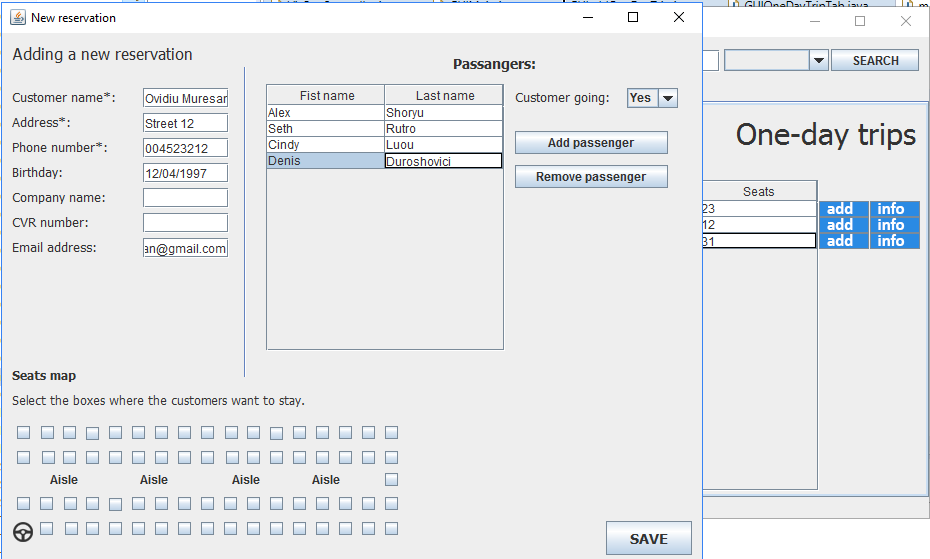 New reservation
GUIOneDayTripTab.java
Adding a new reservation
Passangers:
SEARCH
Customer name*: Ovidiu Muresar
Address*: Street 12
Phone number*: 004523212
Birthday: 12/04/1997
Company name:
CVR number:
Email address: an@gmail.com
Fist name Last name
Alex Shoryu
Seth Rutro
Cindy Luou
Denis Duroshovici
Customer going: Yes
Add passenger
Remove passenger
One-day trips
Seats
23 add info
12 add info
31 add info
Seats map
Select the boxes where the customers want to stay.
Aisle Aisle Aisle Aisle
SAVE